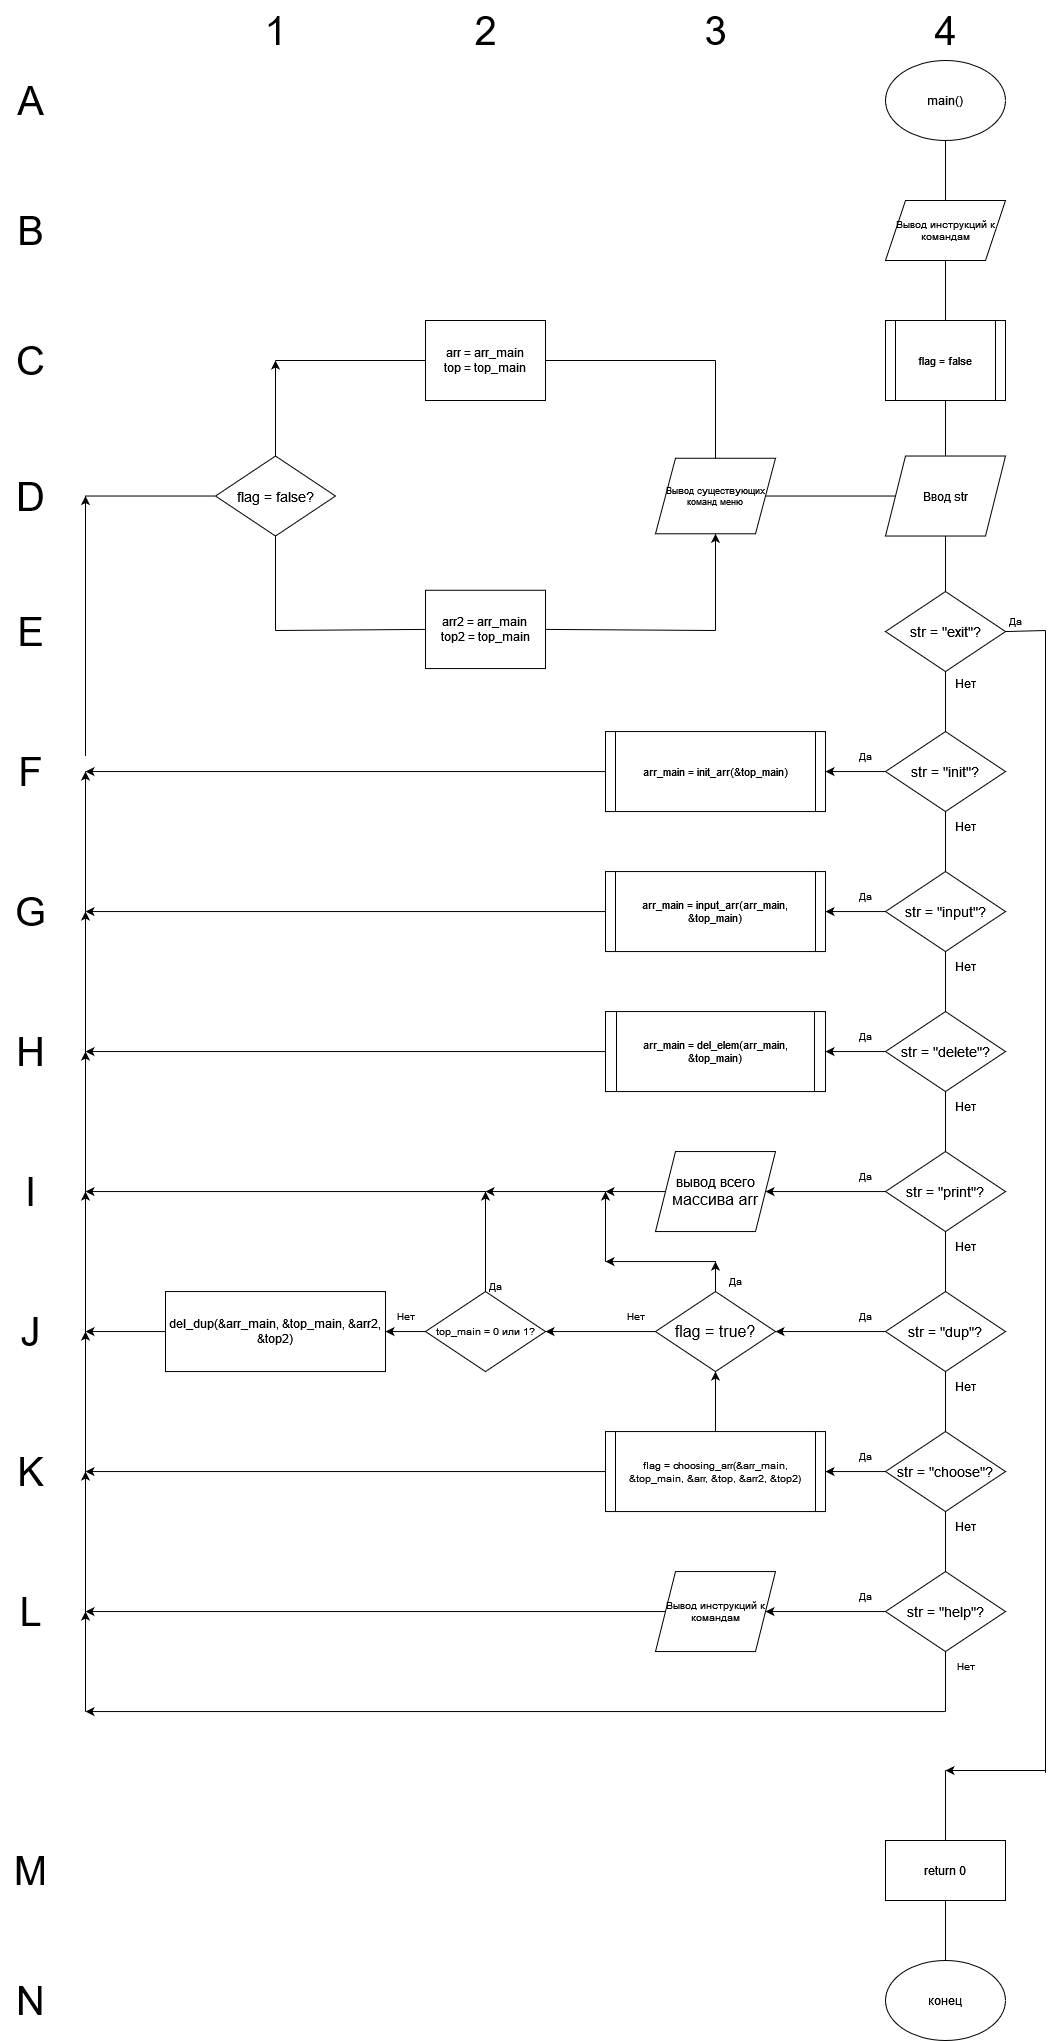 1 2 3 4
A
main()
B
Вывод инструкций к
командам
C
arr = arr_main
top = top_main
flag = false
D
flag = false?
Вывод существующих
команд меню
Ввод str
E
arr2 = arr_main
top2 = top_main
str = "exit"?
Да
Нет
F
arr_main = init_arr(&top_main)
Да
str = "init"?
Нет
G
arr_main = input_arr(arr_main,
&top_main)
Да
str = "input"?
Нет
H
arr_main = del_elem(arr_main,
&top_main)
Да
str = "delete"?
Нет
I
вывод всего
массива arr
Да
str = "print"?
Нет
J
del_dup(&arr_main, &top_main, &arr2,
&top2)
Нет
Да
top_main = 0 или 1?
Нет
Да
flag = true?
Да
str = "dup"?
Нет
K
flag = choosing_arr(&arr_main,
&top_main, &arr, &top, &arr2, &top2)
Да
str = "choose"?
Нет
L
Вывод инструкций к
командам
Да
str = "help"?
Нет
M
return 0
N
конец